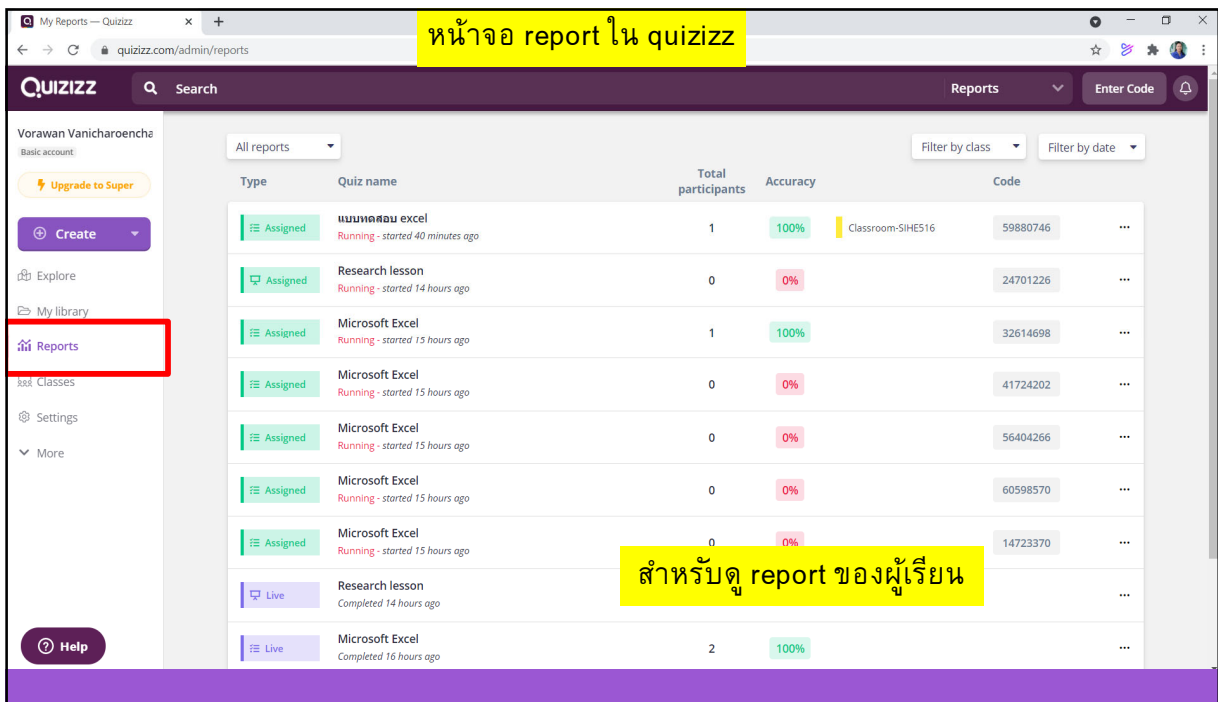 My Reports — Quizizz
หน้าจอ report ใน quizizz
quizizz.com/admin/reports
QUIZIZZ
Search
Reports
Enter Code
Vorawan Vanicharoencha
Basic account
Upgrade to Super
Create
Explore
My library
Reports
Classes
Settings
More
Help
All reports
Filter by class
Filter by date
Type Quiz name Total participants Accuracy Code
Assigned แบบทดสอบ excel 1 100% Classroom-SIHE516 59880746
Running - started 40 minutes ago
Assigned Research lesson 0 0% 24701226
Running - started 14 hours ago
Assigned Microsoft Excel 1 100% 32614698
Running - started 15 hours ago
Assigned Microsoft Excel 0 0% 41724202
Running - started 15 hours ago
Assigned Microsoft Excel 0 0% 56404266
Running - started 15 hours ago
Assigned Microsoft Excel 0 0% 60598570
Running - started 15 hours ago
Assigned Microsoft Excel 0 0% 14723370
Running - started 15 hours ago
สำหรับดู report ของผู้เรียน
Live Research lesson
Completed 14 hours ago
Live Microsoft Excel 2 100%
Completed 16 hours ago